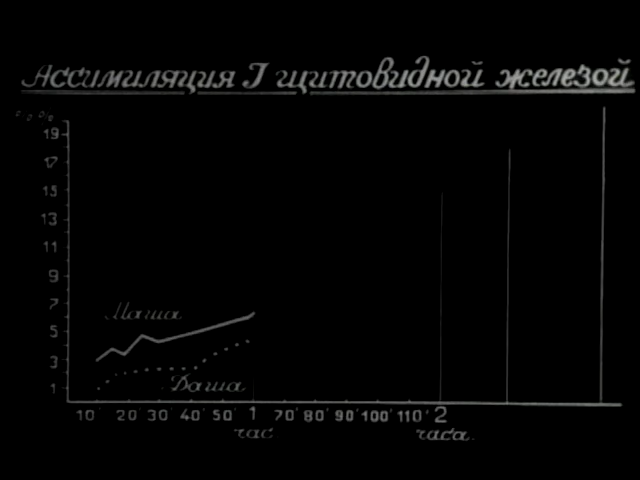 Ассимиляция J щитовидной железой
% %
19
17
15
13
11
9
7
5
3
1
Маша
Даша
10' 20' 30' 40' 50' 1 70' 80' 90' 100' 110' 2
час часа.